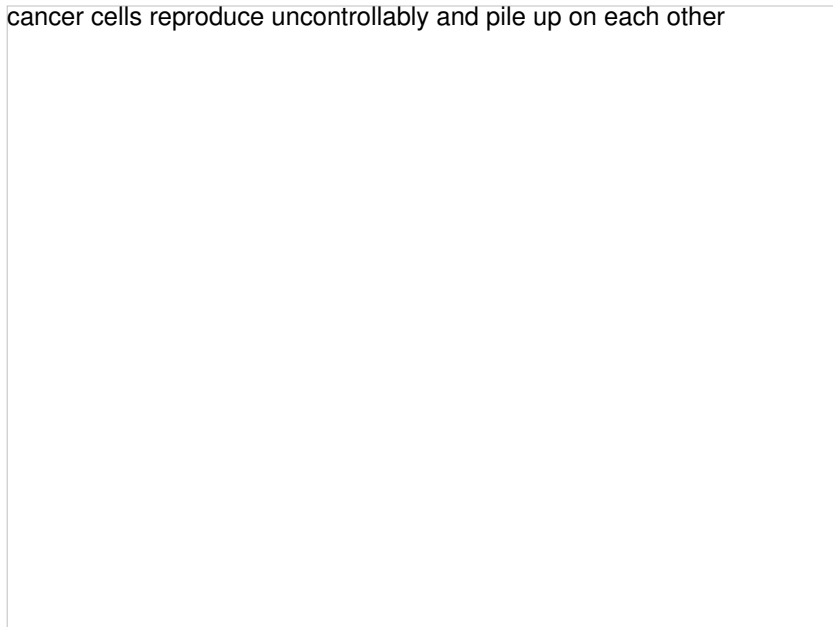 cancer cells reproduce uncontrollably and pile up on each other